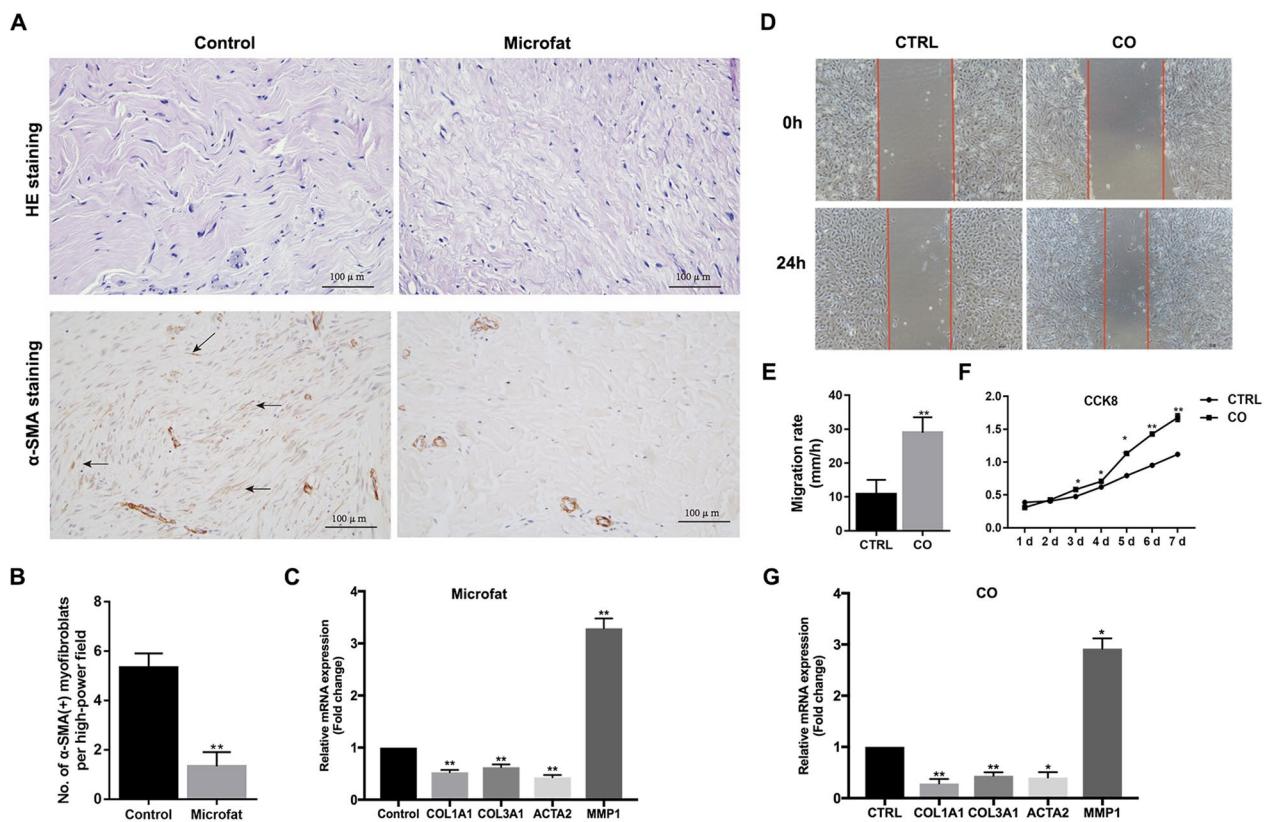 A
Control
Microfat
HE staining
100 μ m
100 μ m
α-SMA staining
100 μ m
100 μ m
B
No. of α-SMA(+) myofibroblats
per high-power field
8
6
4
2
0
**
Control
Microfat
C
Microfat
Relative mRNA expression
(Fold change)
4
3
2
1
0
**
**
**
**
Control
COL1A1
COL3A1
ACTA2
MMP1
D
CTRL
CO
0h
24h
E
Migration rate
(mm/h)
40
30
20
10
0
**
CTRL
CO
F
CCK8
CTRL
CO
2.0
1.5
1.0
0.5
0.0
*
*
*
**
**
1 d
2 d
3 d
4 d
5 d
6 d
7 d
G
CO
Relative mRNA expression
(Fold change)
4
3
2
1
0
**
**
*
*
CTRL
COL1A1
COL3A1
ACTA2
MMP1